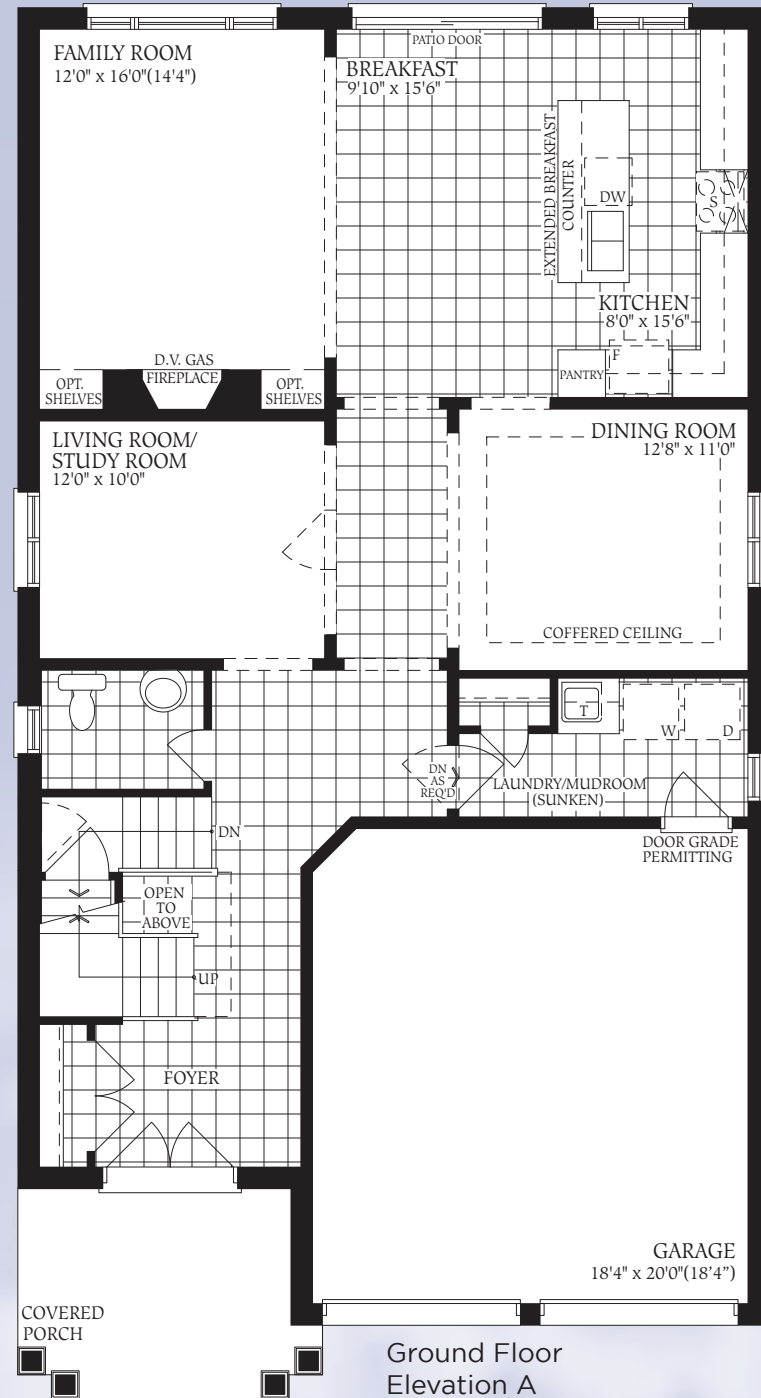 FAMILY ROOM
12'0" x 16'0"(14'4")
PATIO DOOR
BREAKFAST
9'10" x 15'6"
EXTENDED BREAKFAST
COUNTER
DW
S
KITCHEN
8'0" x 15'6"
F
PANTRY
D.V. GAS
FIREPLACE
OPT.
SHELVES
OPT.
SHELVES
LIVING ROOM/
STUDY ROOM
12'0" x 10'0"
DINING ROOM
12'8" x 11'0"
COFFERED CEILING
T
W
D
DN
AS
REQ'D
LAUNDRY/MUDROOM
(SUNKEN)
DN
DOOR GRADE
PERMITTING
OPEN
TO
ABOVE
UP
FOYER
GARAGE
18'4" x 20'0"(18’4”)
COVERED
PORCH
Ground Floor
Elevation A